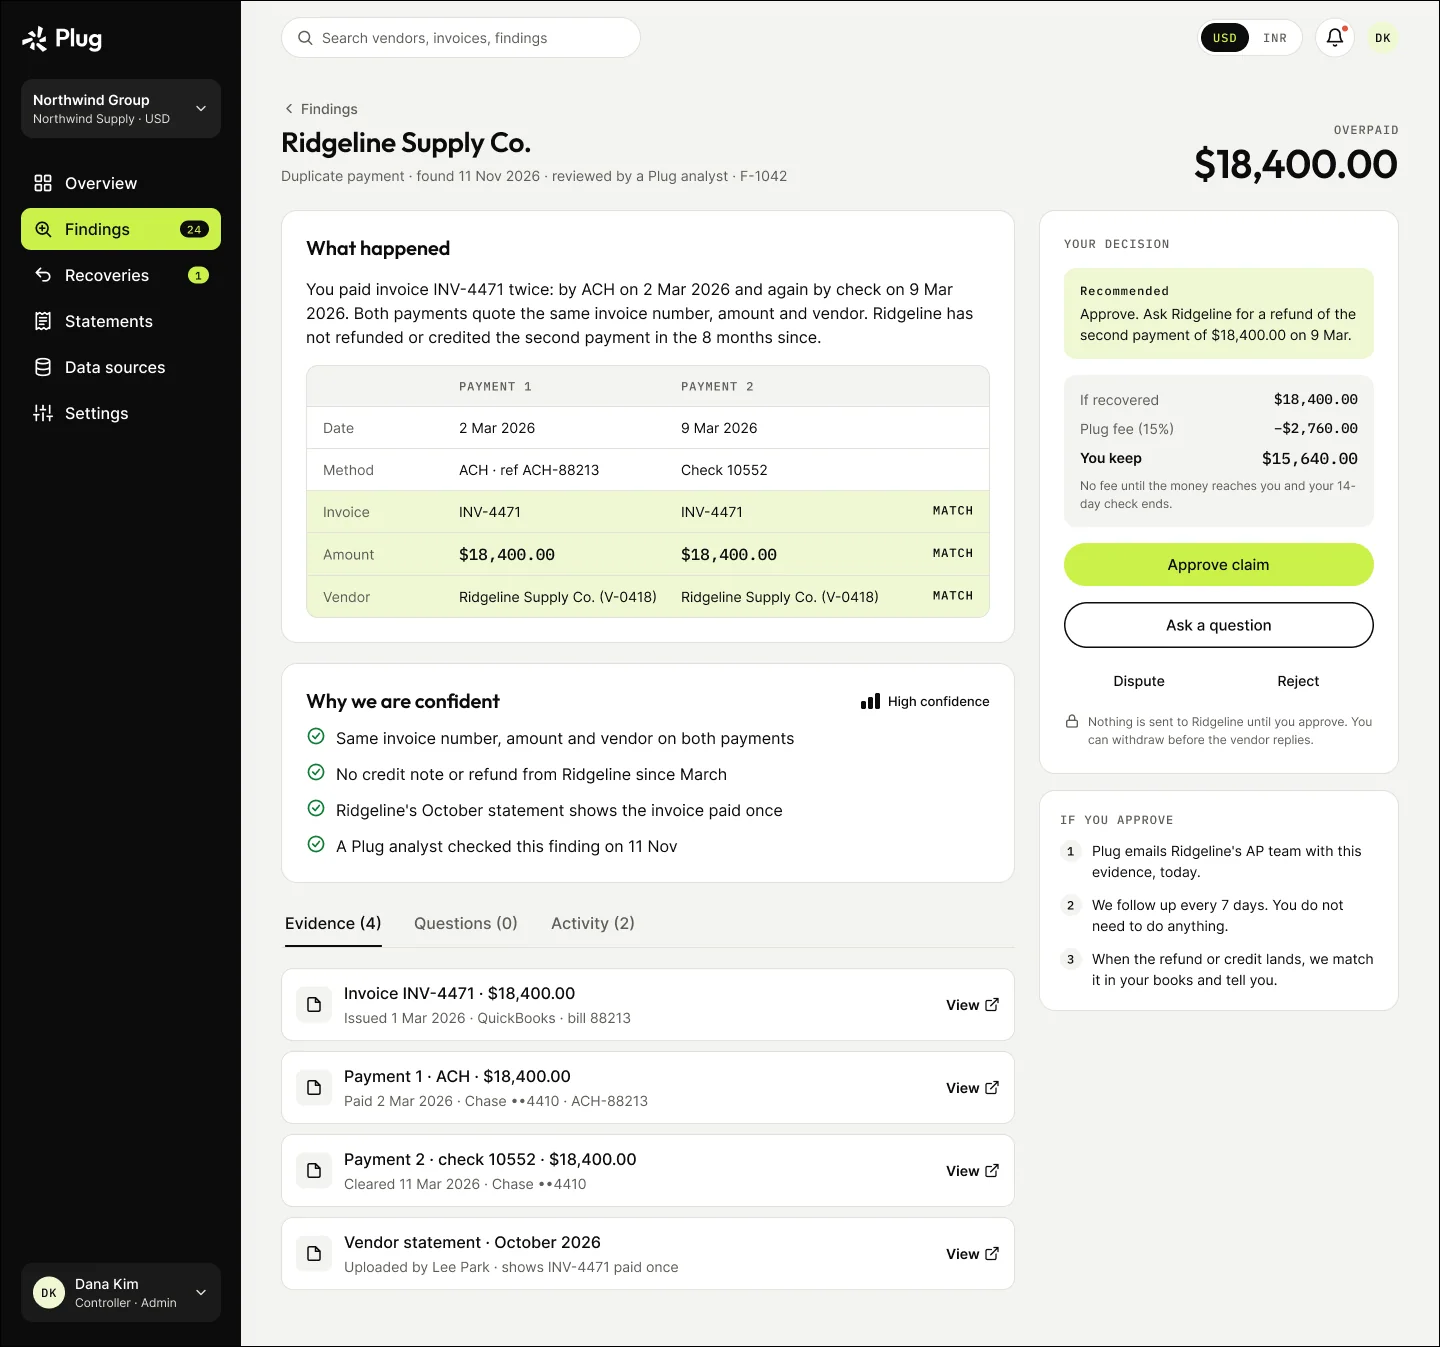 Plug
Northwind Group
Northwind Supply · USD
Overview
Findings 24
Recoveries 1
Statements
Data sources
Settings
Dana Kim
DK
Controller · Admin
Search vendors, invoices, findings
USD INR
DK
Findings
Ridgeline Supply Co.
Duplicate payment · found 11 Nov 2026 · reviewed by a Plug analyst · F-1042
OVERPAID
$18,400.00
What happened
You paid invoice INV-4471 twice: by ACH on 2 Mar 2026 and again by check on 9 Mar
2026. Both payments quote the same invoice number, amount and vendor. Ridgeline has
not refunded or credited the second payment in the 8 months since.
PAYMENT 1 PAYMENT 2
Date 2 Mar 2026 9 Mar 2026
Method ACH · ref ACH-88213 Check 10552
Invoice INV-4471 INV-4471 MATCH
Amount $18,400.00 $18,400.00 MATCH
Vendor Ridgeline Supply Co. (V-0418) Ridgeline Supply Co. (V-0418) MATCH
Why we are confident
High confidence
Same invoice number, amount and vendor on both payments
No credit note or refund from Ridgeline since March
Ridgeline's October statement shows the invoice paid once
A Plug analyst checked this finding on 11 Nov
Evidence (4) Questions (0) Activity (2)
Invoice INV-4471 · $18,400.00
Issued 1 Mar 2026 · QuickBooks · bill 88213
View
Payment 1 · ACH · $18,400.00
Paid 2 Mar 2026 · Chase ••4410 · ACH-88213
View
Payment 2 · check 10552 · $18,400.00
Cleared 11 Mar 2026 · Chase ••4410
View
Vendor statement · October 2026
Uploaded by Lee Park · shows INV-4471 paid once
View
YOUR DECISION
Recommended
Approve. Ask Ridgeline for a refund of the
second payment of $18,400.00 on 9 Mar.
If recovered $18,400.00
Plug fee (15%) −$2,760.00
You keep $15,640.00
No fee until the money reaches you and your 14-
day check ends.
Approve claim
Ask a question
Dispute Reject
Nothing is sent to Ridgeline until you approve. You
can withdraw before the vendor replies.
IF YOU APPROVE
1 Plug emails Ridgeline's AP team with this
evidence, today.
2 We follow up every 7 days. You do not
need to do anything.
3 When the refund or credit lands, we match
it in your books and tell you.